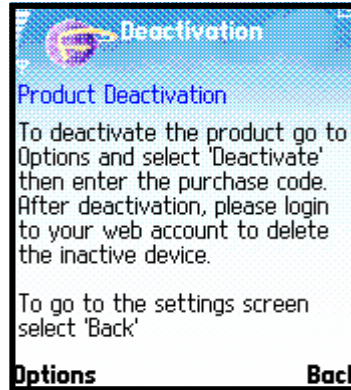 Deactivation
Product Deactivation
To deactivate the product go to
Options and select 'Deactivate'
then enter the purchase code.
After deactivation, please login
to your web account to delete
the inactive device.
To go to the settings screen
select 'Back'
Options Back